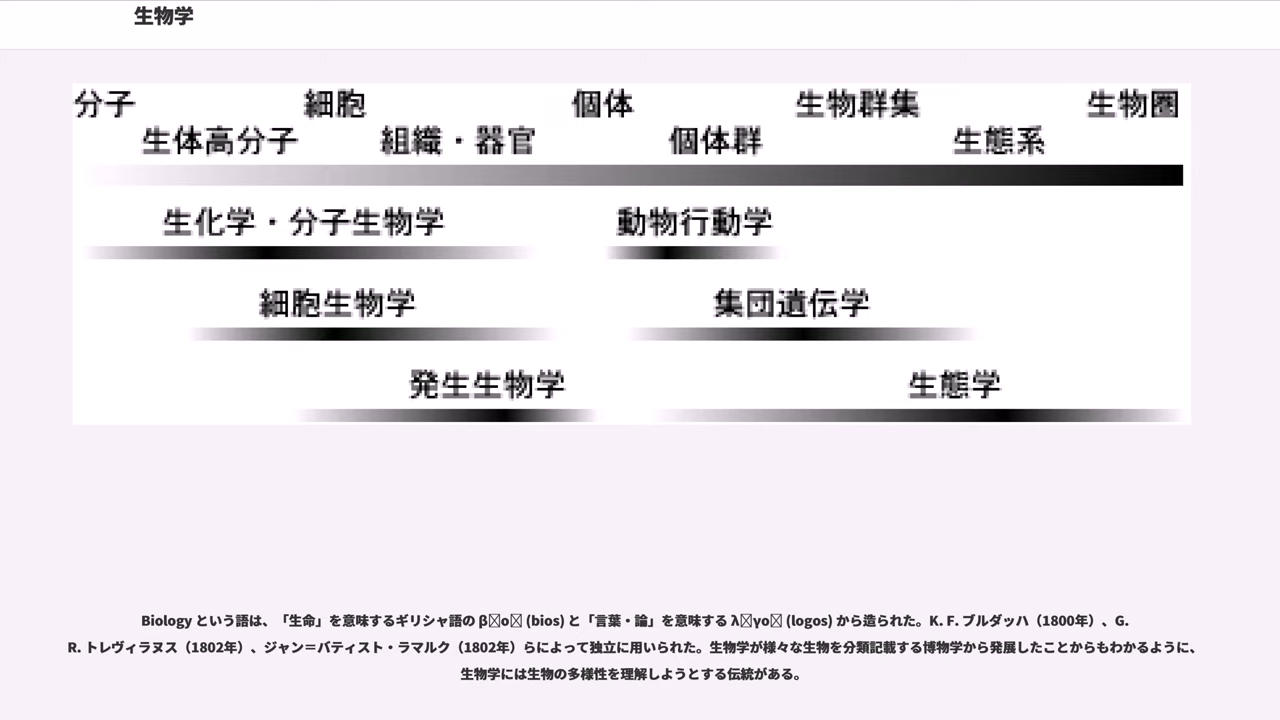 生物学
分子 細胞 個体 生物群集 生物圏
生体高分子 組織・器官 個体群 生態系
生化学・分子生物学 動物行動学
細胞生物学 集団遺伝学
発生生物学 生態学
Biology という語は、「生命」を意味するギリシャ語の β□ο□ (bios) と「言葉・論」を意味する λ□γο□ (logos) から造られた。K. F. ブルダッハ（1800年）、G.
R. トレヴィラヌス（1802年）、ジャン＝バティスト・ラマルク（1802年）らによって独立に用いられた。生物学が様々な生物を分類記載する博物学から発展したことからもわかるように、
生物学には生物の多様性を理解しようとする伝統がある。